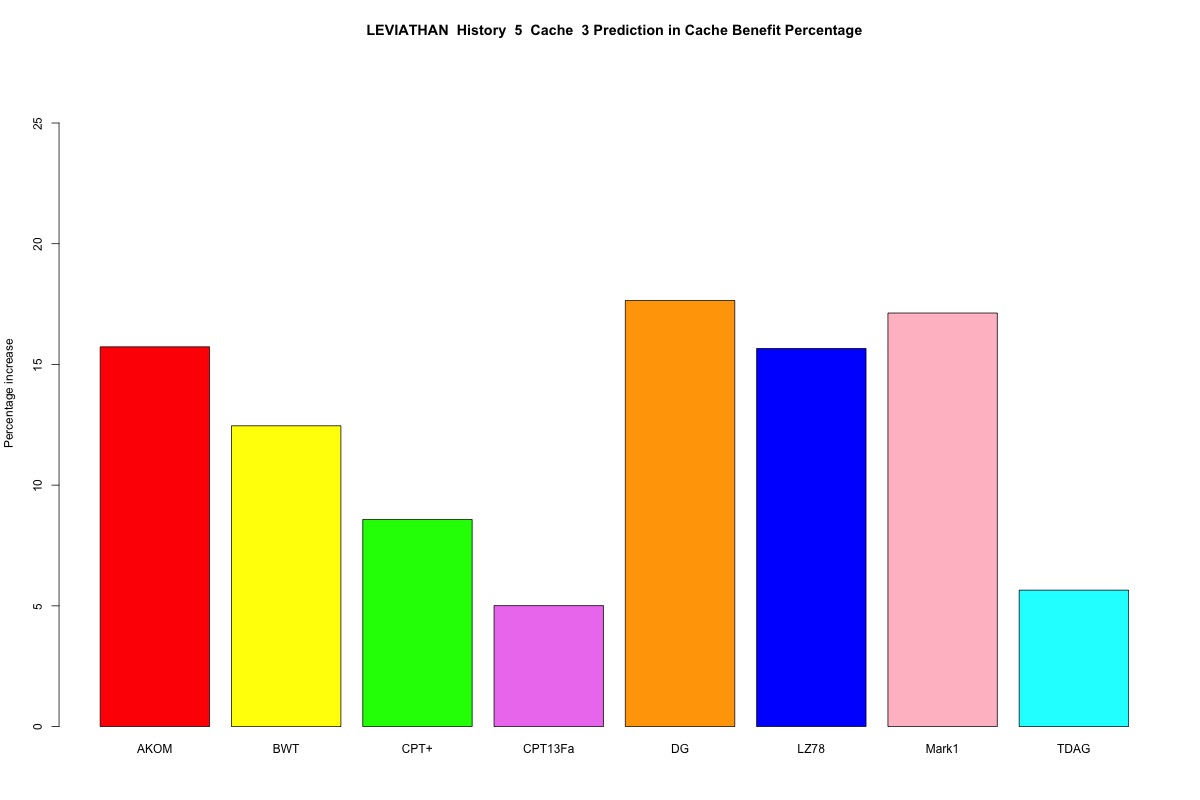 LEVIATHAN  History  5  Cache  3 Prediction in Cache Benefit Percentage
Percentage increase
25
20
15
10
5
0
AKOM BWT CPT+ CPT13Fa DG LZ78 Mark1 TDAG